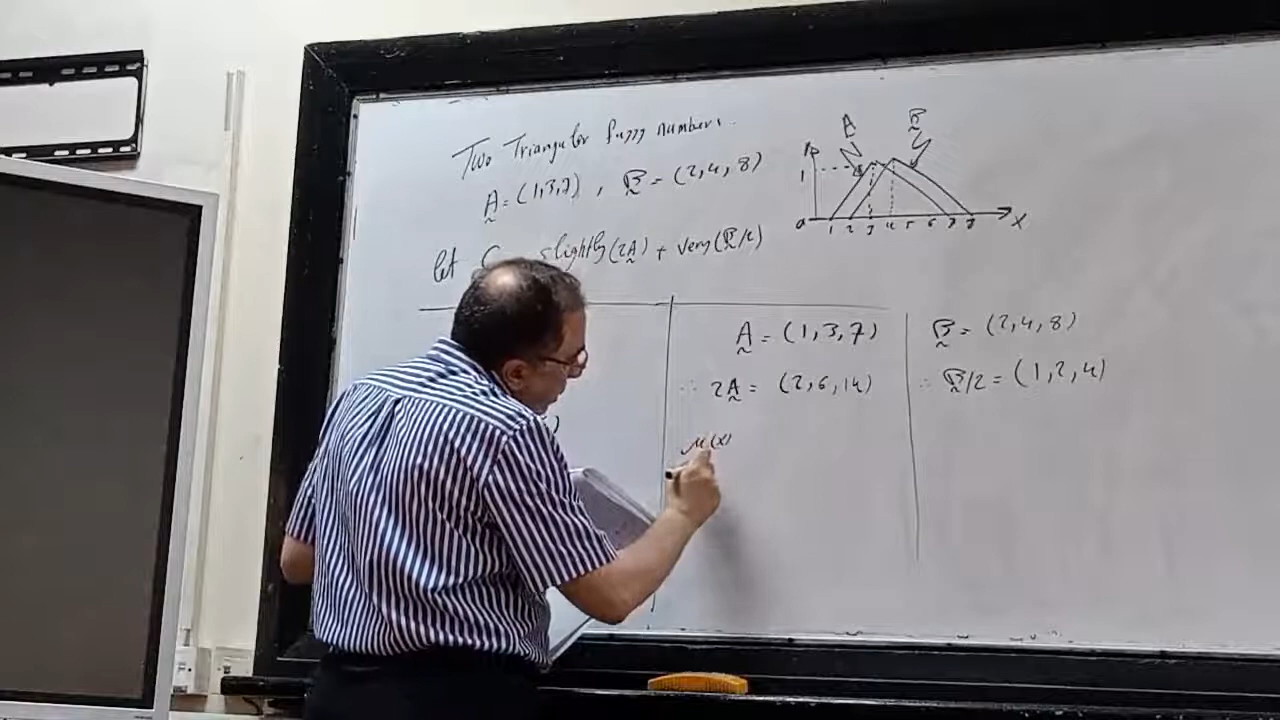 Two Triangular fuzzy numbers.
A = (1,3,7) , B = (2,4,8)
let C slightly(2A) + very(B/2)
A B
μ
1
0 1 2 3 4 5 6 7 8 X
A = (1,3,7)
∴ 2A = (2,6,14)
μ(x)
B = (2,4,8)
∴ B/2 = (1,2,4)